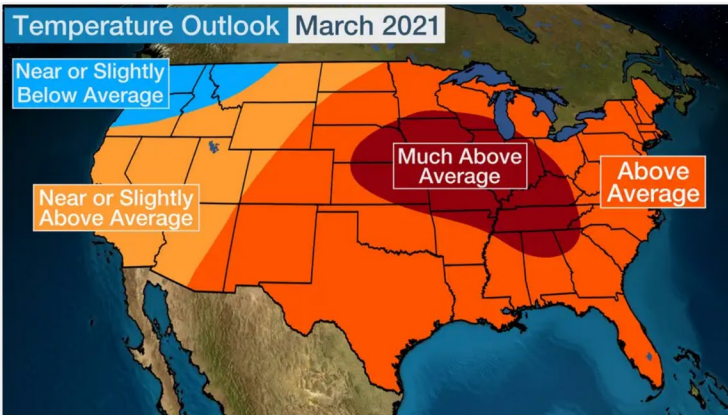 Temperature Outlook March 2021
Near or Slightly
Below Average
Much Above
Average
Above
Average
Near or Slightly
Above Average